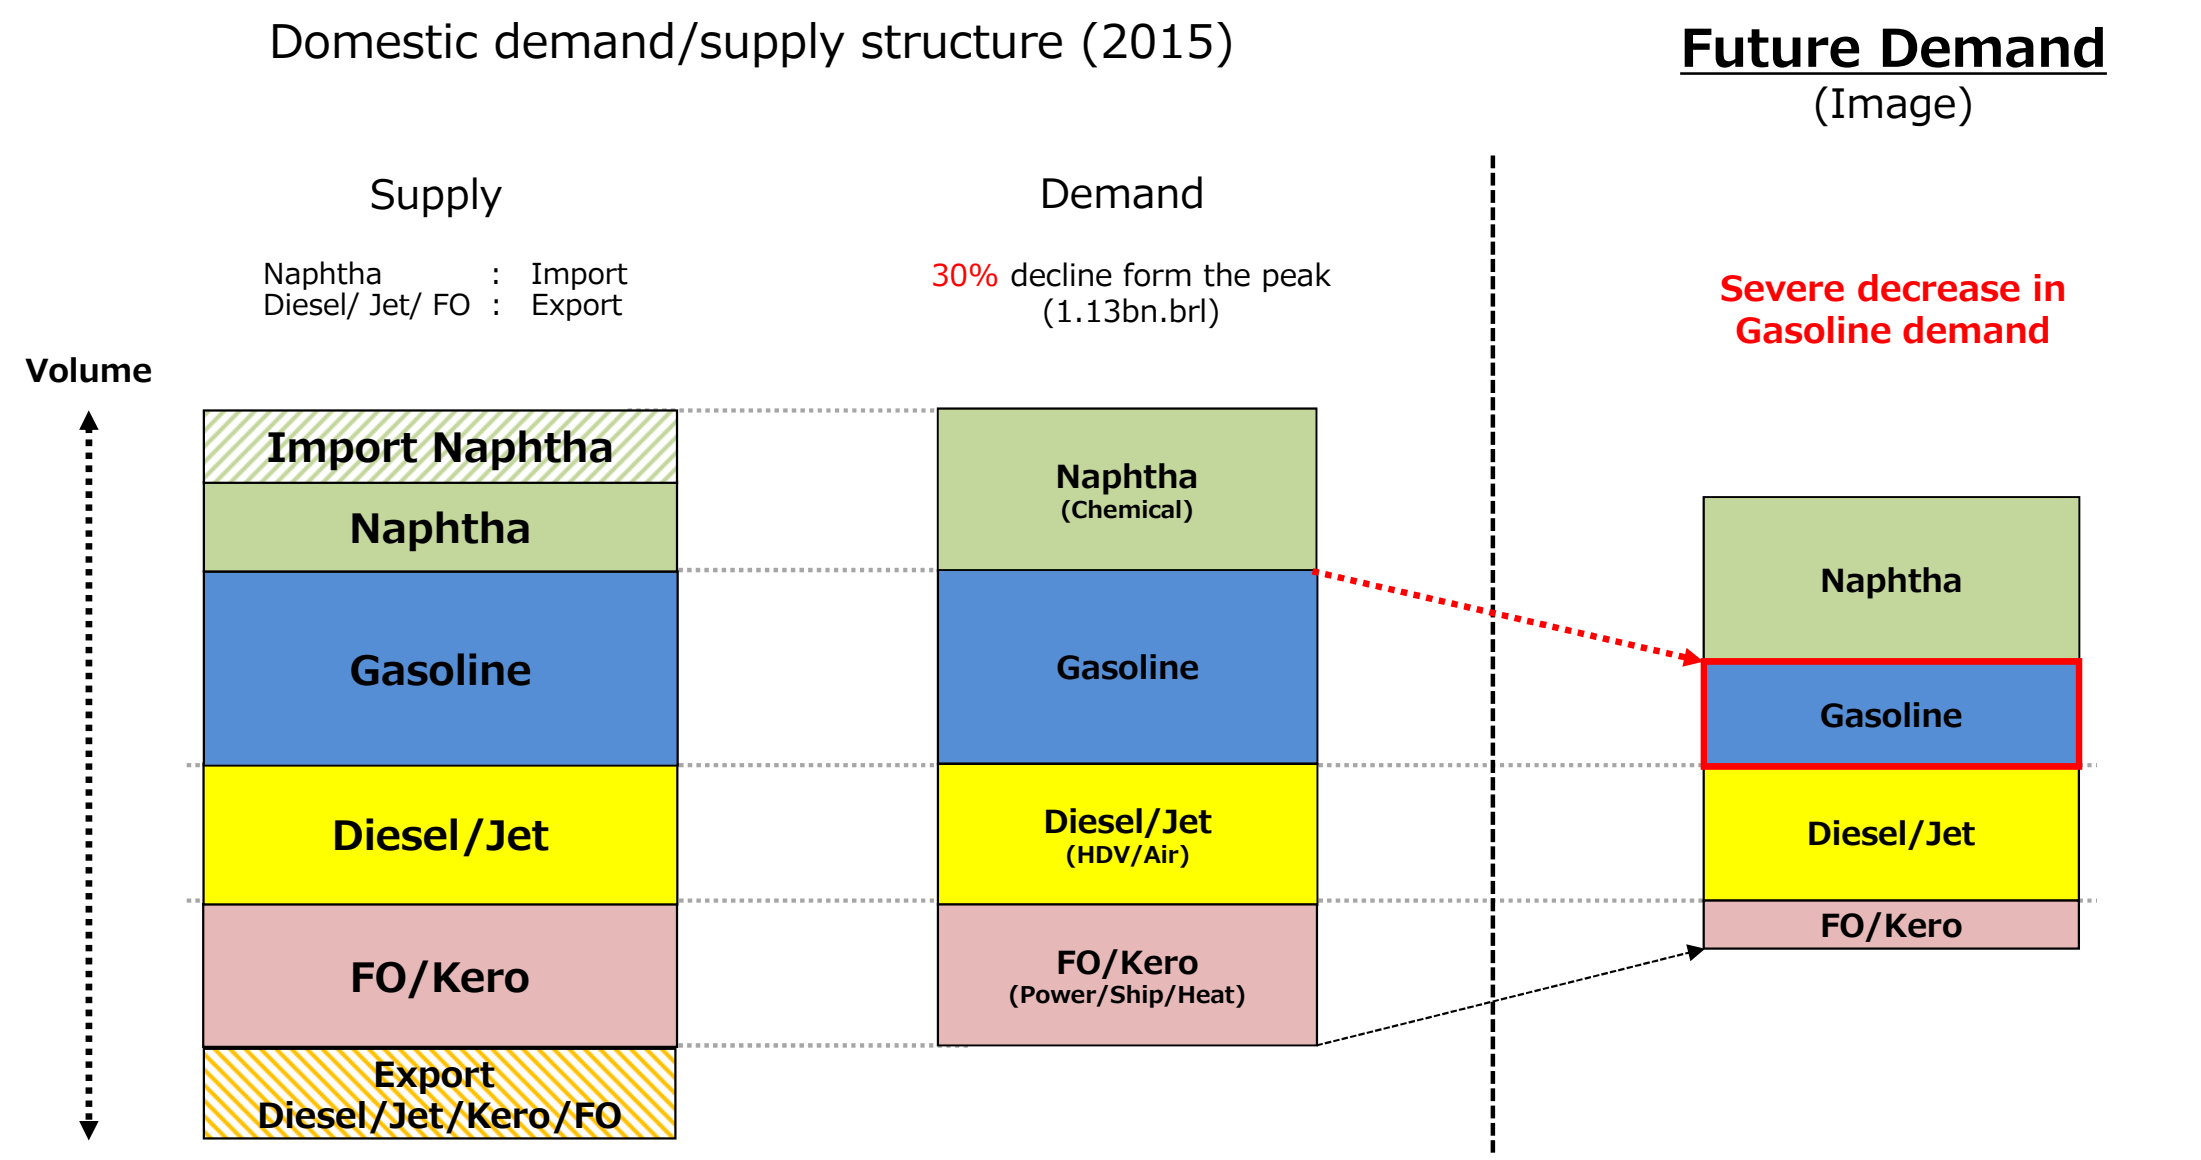 Domestic demand/supply structure (2015)
Future Demand
(Image)
Supply
Demand
Naphtha : Import
Diesel/ Jet/ FO : Export
30% decline form the peak
(1.13bn.brl)
Severe decrease in
Gasoline demand
Volume
Import Naphtha
Naphtha
Gasoline
Diesel/Jet
FO/Kero
Export
Diesel/Jet/Kero/FO
Naphtha
(Chemical)
Gasoline
Diesel/Jet
(HDV/Air)
FO/Kero
(Power/Ship/Heat)
Naphtha
Gasoline
Diesel/Jet
FO/Kero